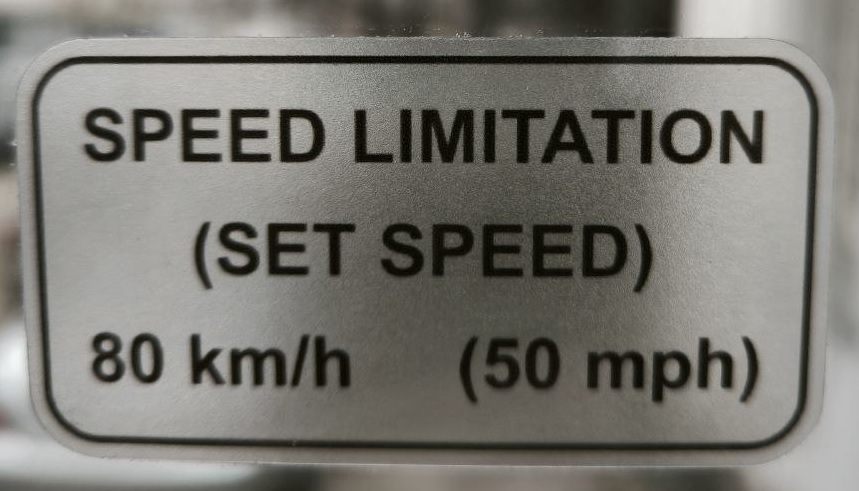 SPEED LIMITATION
(SET SPEED)
80 km/h (50 mph)